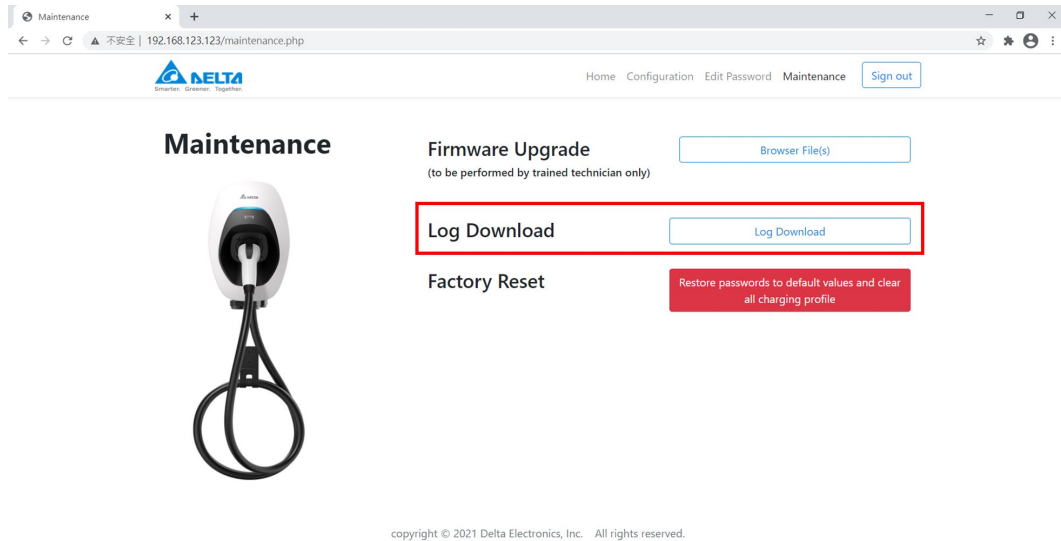 Maintenance
不安全 | 192.168.123.123/maintenance.php
DELTA
Smarter. Greener. Together.
Home Configuration Edit Password Maintenance Sign out
Maintenance
Firmware Upgrade
(to be performed by trained technician only)
Browser File(s)
Log Download
Log Download
Factory Reset
Restore passwords to default values and clear
all charging profile
DELTA
copyright © 2021 Delta Electronics, Inc. All rights reserved.